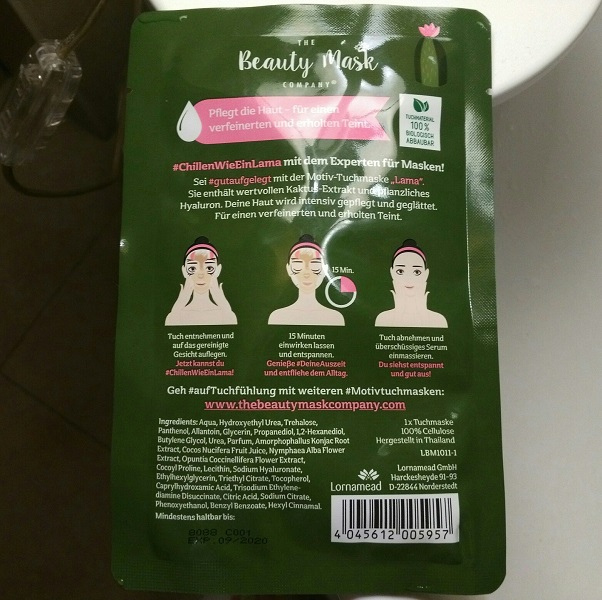 THE
Beauty Mask
COMPANY®
Pflegt die Haut – für einen
verfeinerten und erholten Teint.
TUCHMATERIAL
100 %
BIOLOGISCH
ABBAUBAR
#ChillenWieEinLama mit dem Experten für Masken!
Sei #gutaufgelegt mit der Motiv-Tuchmaske „Lama“.
Sie enthält wertvollen Kaktus-Extrakt und pflanzliches
Hyaluron. Deine Haut wird intensiv gepflegt und geglättet.
Für einen verfeinerten und erholten Teint.
15 Min.
Tuch entnehmen und
auf das gereinigte
Gesicht auflegen.
Jetzt kannst du
#ChillenWieEinLama!
15 Minuten
einwirken lassen
und entspannen.
Genieße #DeineAuszeit
und entfliehe dem Alltag.
Tuch abnehmen und
überschüssiges Serum
einmassieren.
Du siehst entspannt
und gut aus!
Geh #aufTuchfühlung mit weiteren #Motivtuchmasken:
www.thebeautymaskcompany.com
Ingredients: Aqua, Hydroxyethyl Urea, Trehalose,
Panthenol, Allantoin, Glycerin, Propanediol, 1,2-Hexanediol,
Butylene Glycol, Urea, Parfum, Amorphophallus Konjac Root
Extract, Cocos Nucifera Fruit Juice, Nymphaea Alba Flower
Extract, Opuntia Coccinellifera Flower Extract,
Cocoyl Proline, Lecithin, Sodium Hyaluronate,
Ethylhexylglycerin, Triethyl Citrate, Tocopherol,
Caprylhydroxamic Acid, Trisodium Ethylene-
diamine Disuccinate, Citric Acid, Sodium Citrate,
Phenoxyethanol, Benzyl Benzoate, Hexyl Cinnamal.
Mindestens haltbar bis:
EXP 09/2020
1x Tuchmaske
100% Cellulose
Hergestellt in Thailand
LBM1011-1
Lornamead
Lornamead GmbH
Harckesheyde 91-93
D-22844 Norderstedt
4 045612 005957